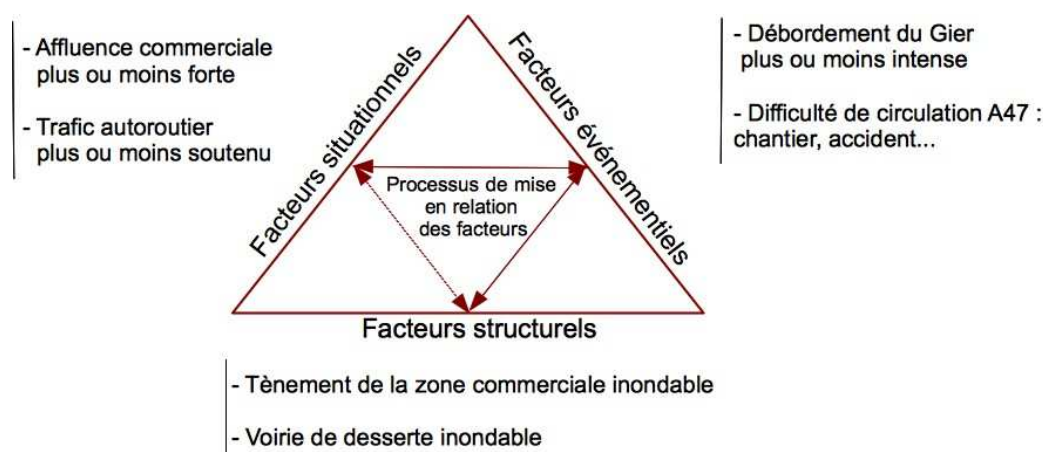 - Affluence commerciale
plus ou moins forte
- Trafic autoroutier
plus ou moins soutenu
Facteurs situationnels
Facteurs événementiels
- Débordement du Gier
plus ou moins intense
- Difficulté de circulation A47 :
chantier, accident...
Processus de mise
en relation
des facteurs
Facteurs structurels
- Tènement de la zone commerciale inondable
- Voirie de desserte inondable